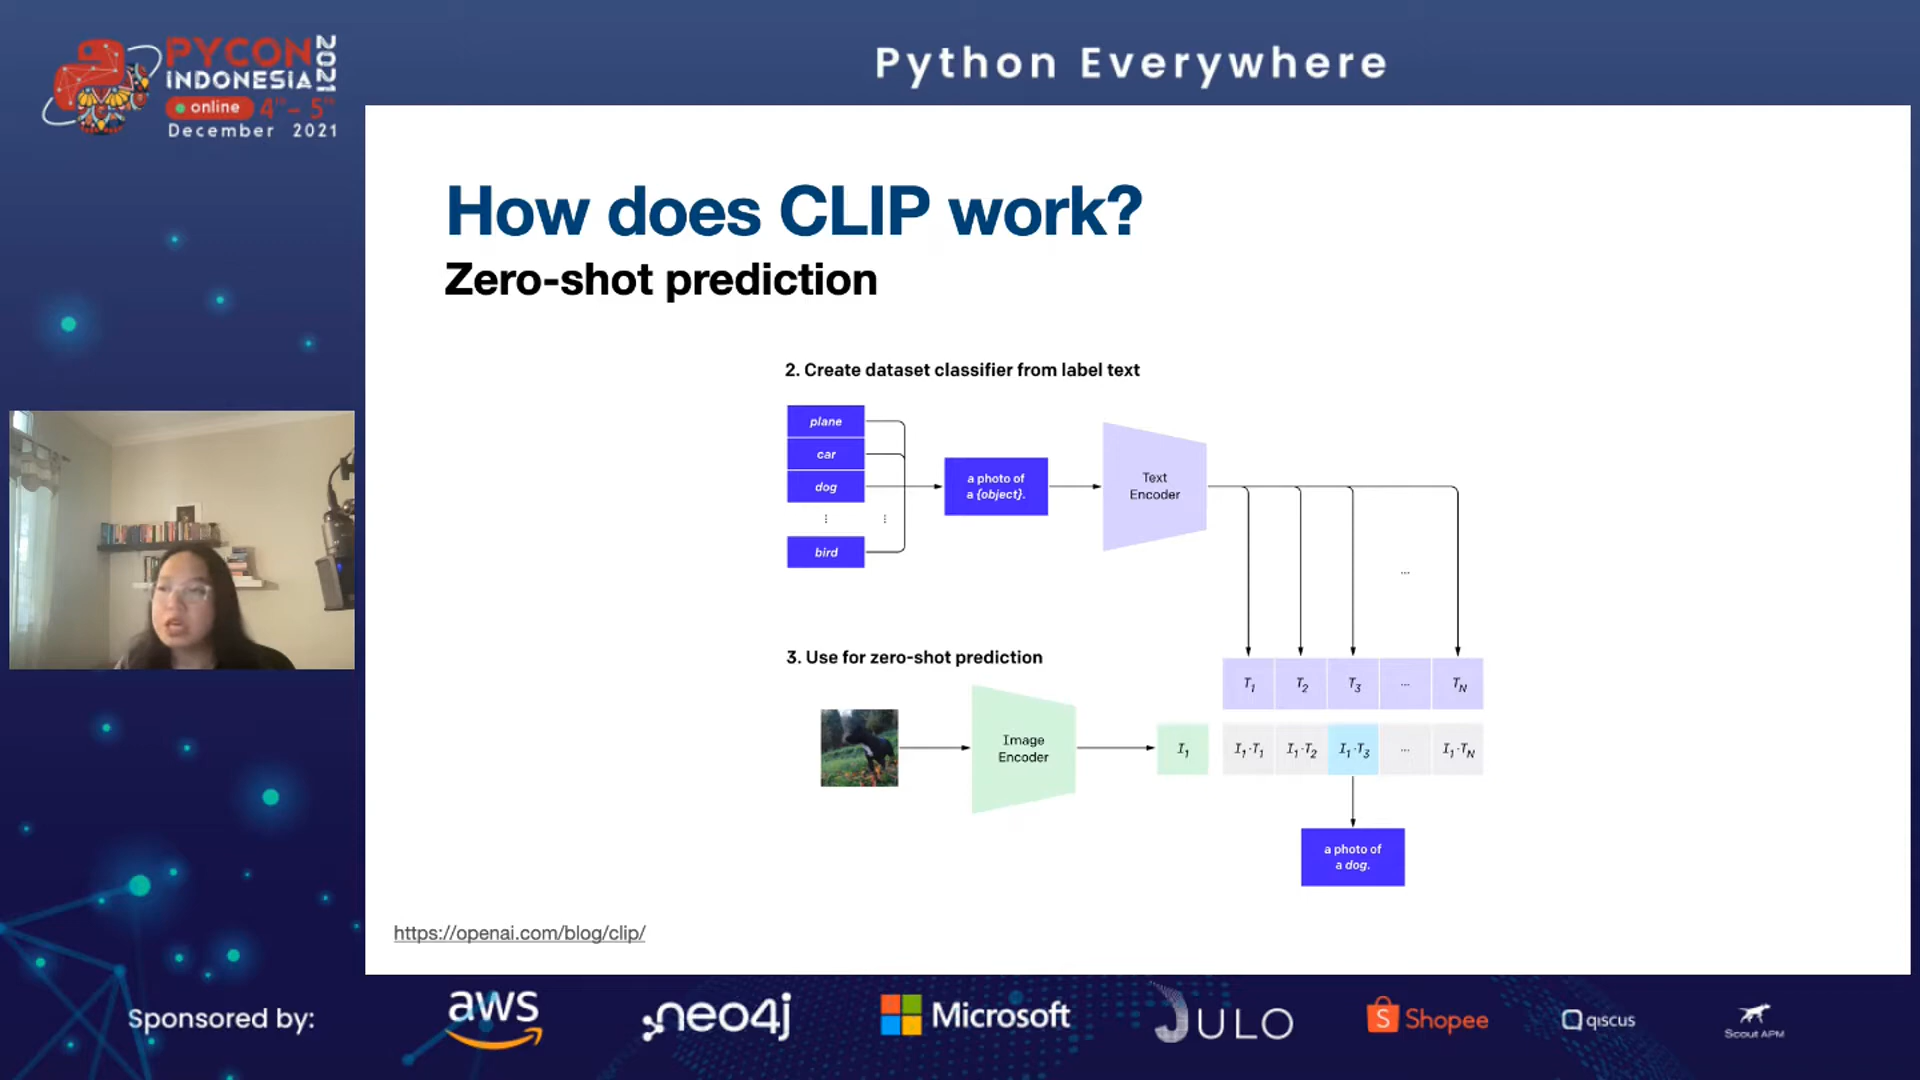 PYCON
INDONESIA
2021
online 4th - 5th
December 2021
Python Everywhere
How does CLIP work?
Zero-shot prediction
2. Create dataset classifier from label text
plane
car
dog
⋮
⋮
bird
a photo of
a {object}.
Text
Encoder
...
3. Use for zero-shot prediction
Image
Encoder
T1 T2 T3 ... TN
I1 I1·T1 I1·T2 I1·T3 ... I1·TN
a photo of
a dog.
https://openai.com/blog/clip/
Sponsored by:
aws
neo4j
Microsoft
JULO
S Shopee
qiscus
Scout APM